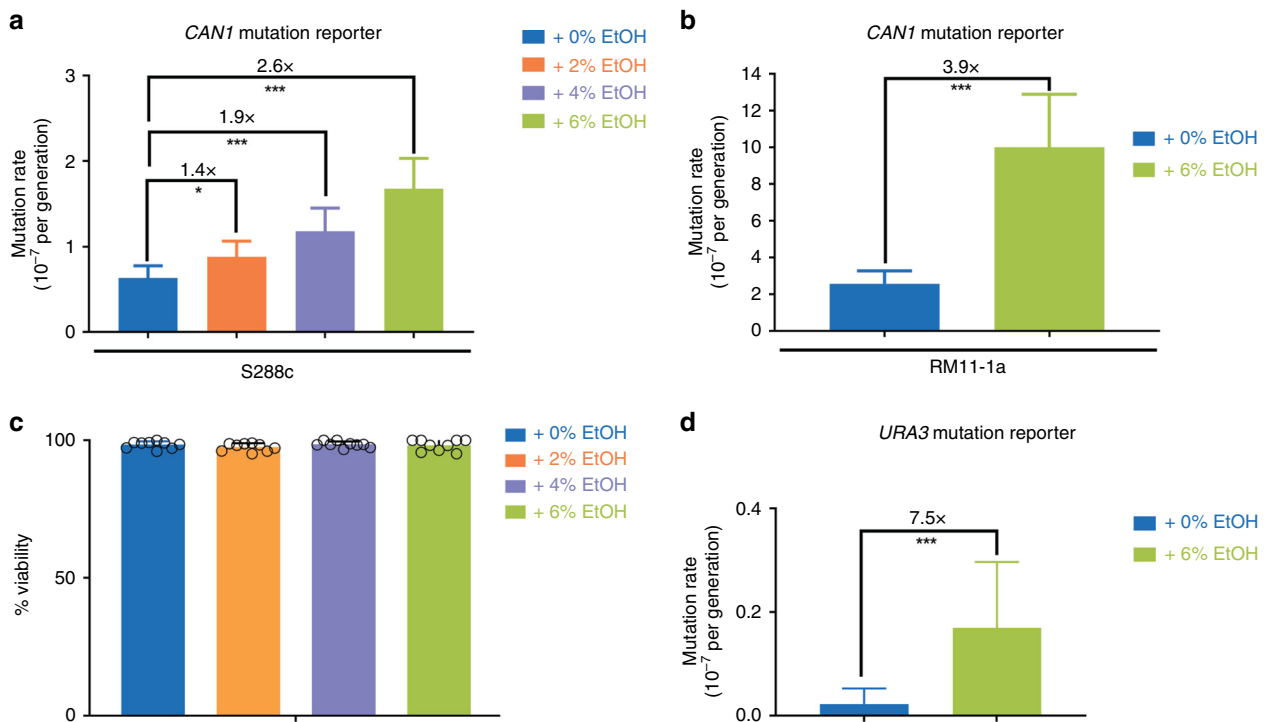 a
CAN1 mutation reporter
Mutation rate
(10⁻⁷ per generation)
3
2
1
0
2.6×
***
1.9×
***
1.4×
*
S288c
+ 0% EtOH
+ 2% EtOH
+ 4% EtOH
+ 6% EtOH
b
CAN1 mutation reporter
Mutation rate
(10⁻⁷ per generation)
14
12
10
8
6
4
2
0
3.9×
***
RM11-1a
+ 0% EtOH
+ 6% EtOH
c
% viability
100
50
0
+ 0% EtOH
+ 2% EtOH
+ 4% EtOH
+ 6% EtOH
d
URA3 mutation reporter
Mutation rate
(10⁻⁷ per generation)
0.4
0.2
0.0
7.5×
***
+ 0% EtOH
+ 6% EtOH